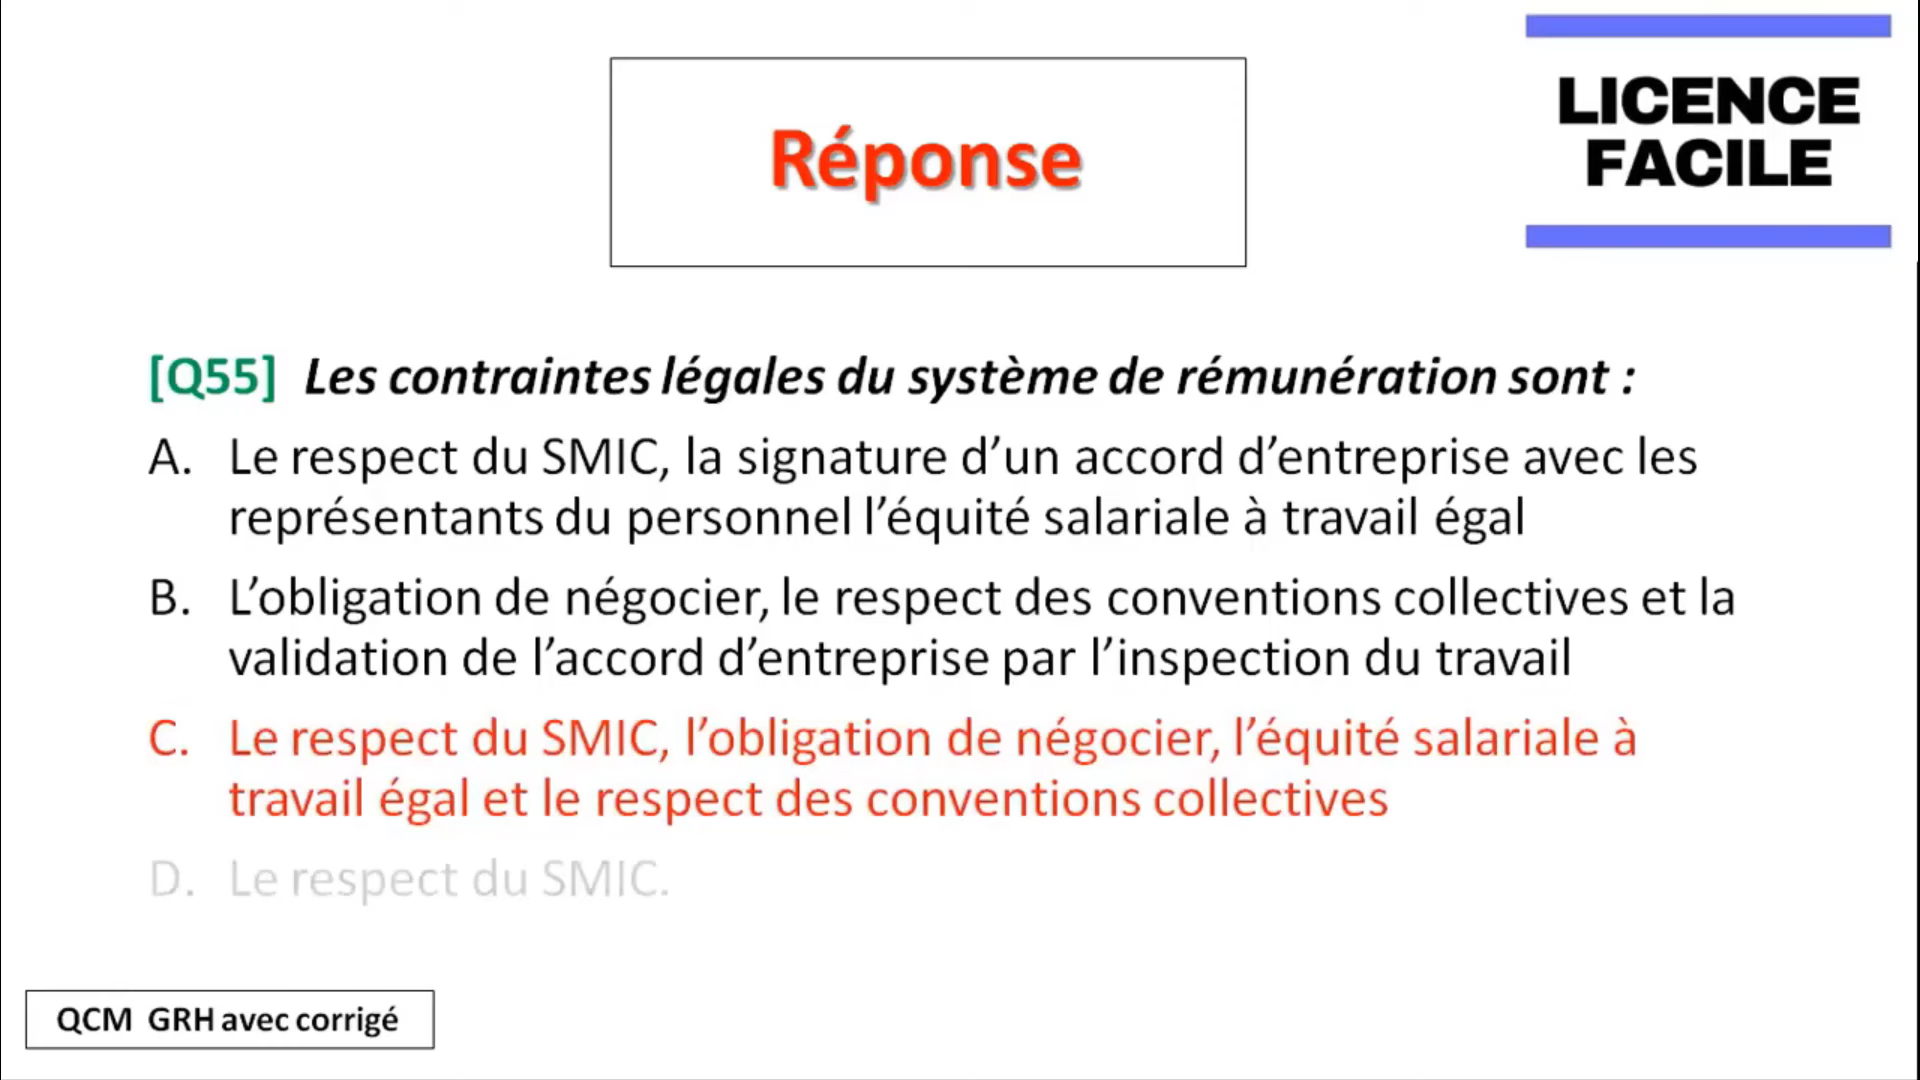 LICENCE
FACILE
Réponse
[Q55] Les contraintes légales du système de rémunération sont :
A. Le respect du SMIC, la signature d’un accord d’entreprise avec les
représentants du personnel l’équité salariale à travail égal
B. L’obligation de négocier, le respect des conventions collectives et la
validation de l’accord d’entreprise par l’inspection du travail
C. Le respect du SMIC, l’obligation de négocier, l’équité salariale à
travail égal et le respect des conventions collectives
D. Le respect du SMIC.
QCM GRH avec corrigé